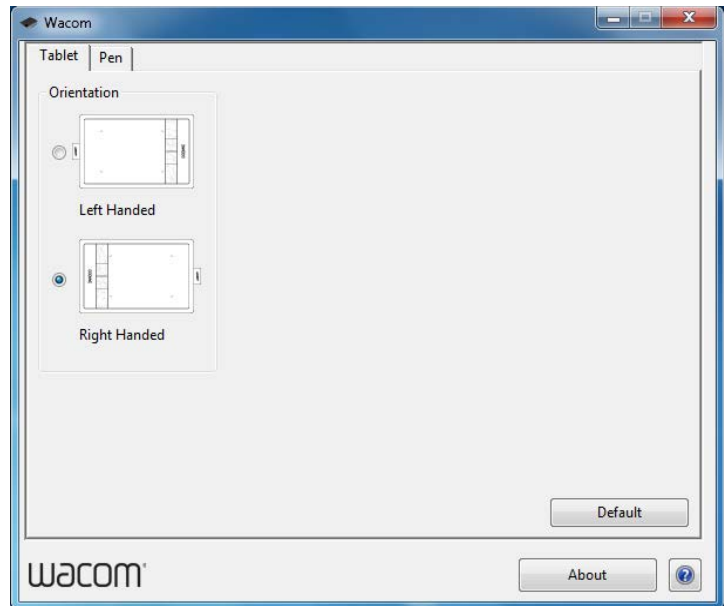 Wacom
Tablet
Pen
Orientation
Left Handed
Right Handed
Default
wacom
About